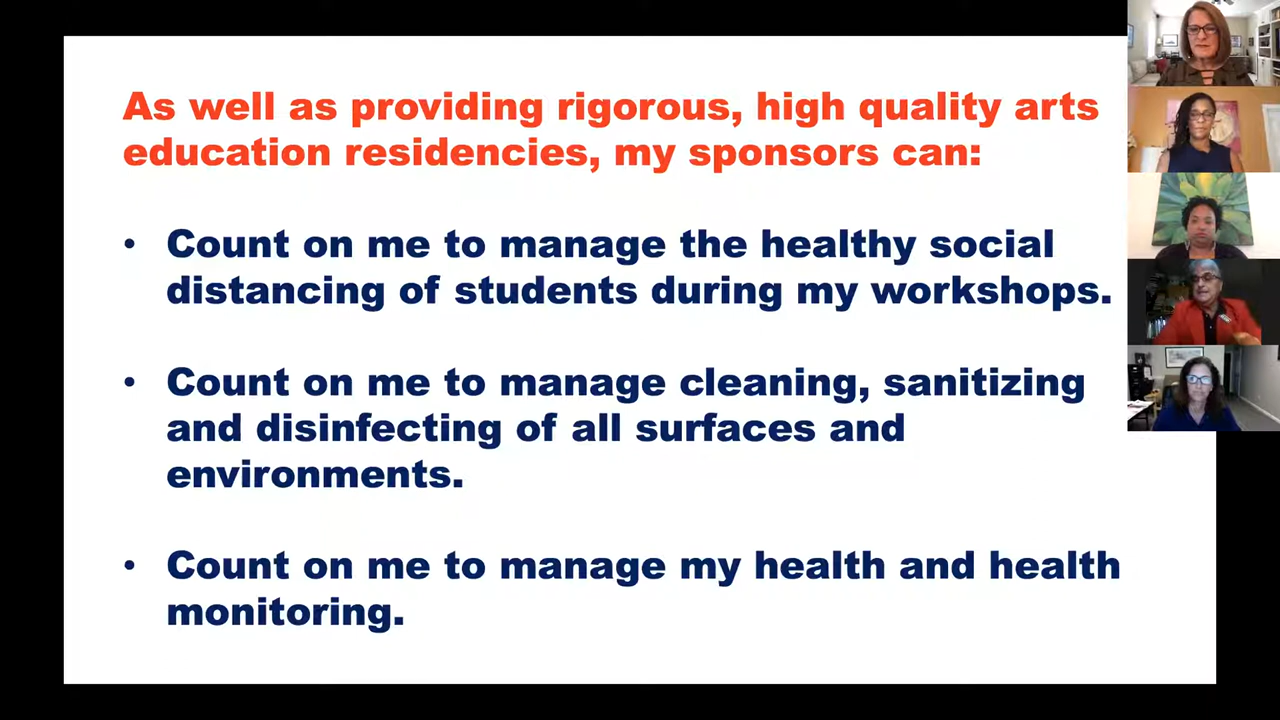 As well as providing rigorous, high quality arts
education residencies, my sponsors can:
• Count on me to manage the healthy social
distancing of students during my workshops.
• Count on me to manage cleaning, sanitizing
and disinfecting of all surfaces and
environments.
• Count on me to manage my health and health
monitoring.